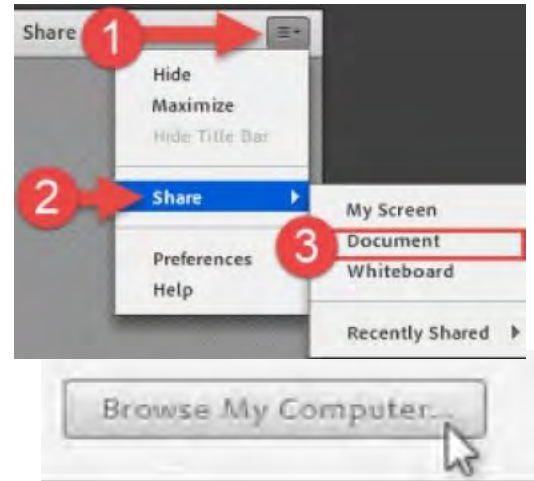 Share
1
Hide
Maximize
Hide Title Bar
2
Share
My Screen
3
Document
Whiteboard
Preferences
Help
Recently Shared
Browse My Computer...